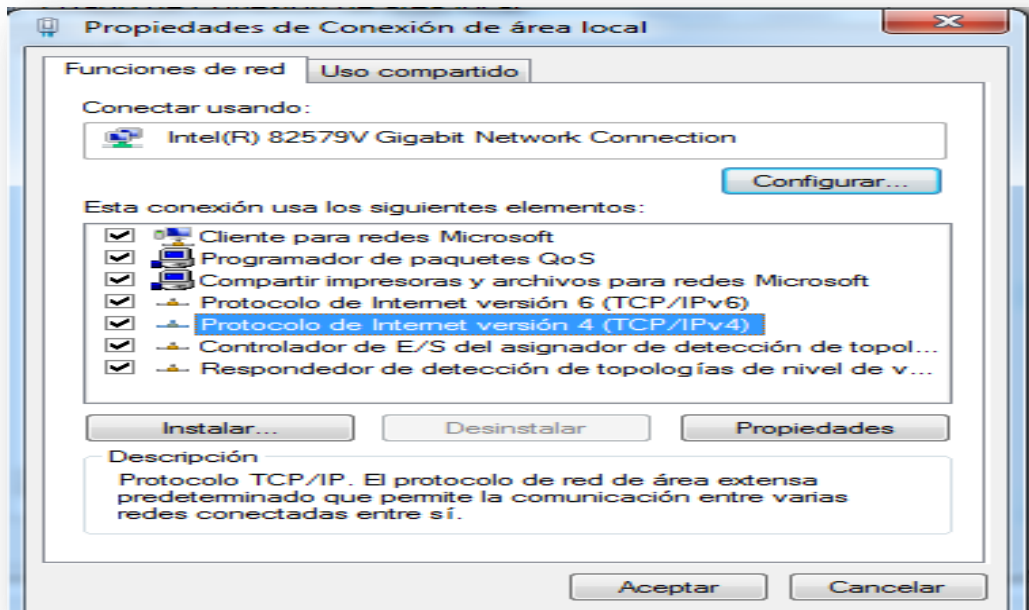 Propiedades de Conexión de área local
Funciones de red
Uso compartido
Conectar usando:
Intel(R) 82579V Gigabit Network Connection
Configurar...
Esta conexión usa los siguientes elementos:
Cliente para redes Microsoft
Programador de paquetes QoS
Compartir impresoras y archivos para redes Microsoft
Protocolo de Internet versión 6 (TCP/IPv6)
Protocolo de Internet versión 4 (TCP/IPv4)
Controlador de E/S del asignador de detección de topol...
Respondedor de detección de topologías de nivel de v...
Instalar...
Desinstalar
Propiedades
Descripción
Protocolo TCP/IP. El protocolo de red de área extensa
predeterminado que permite la comunicación entre varias
redes conectadas entre sí.
Aceptar
Cancelar